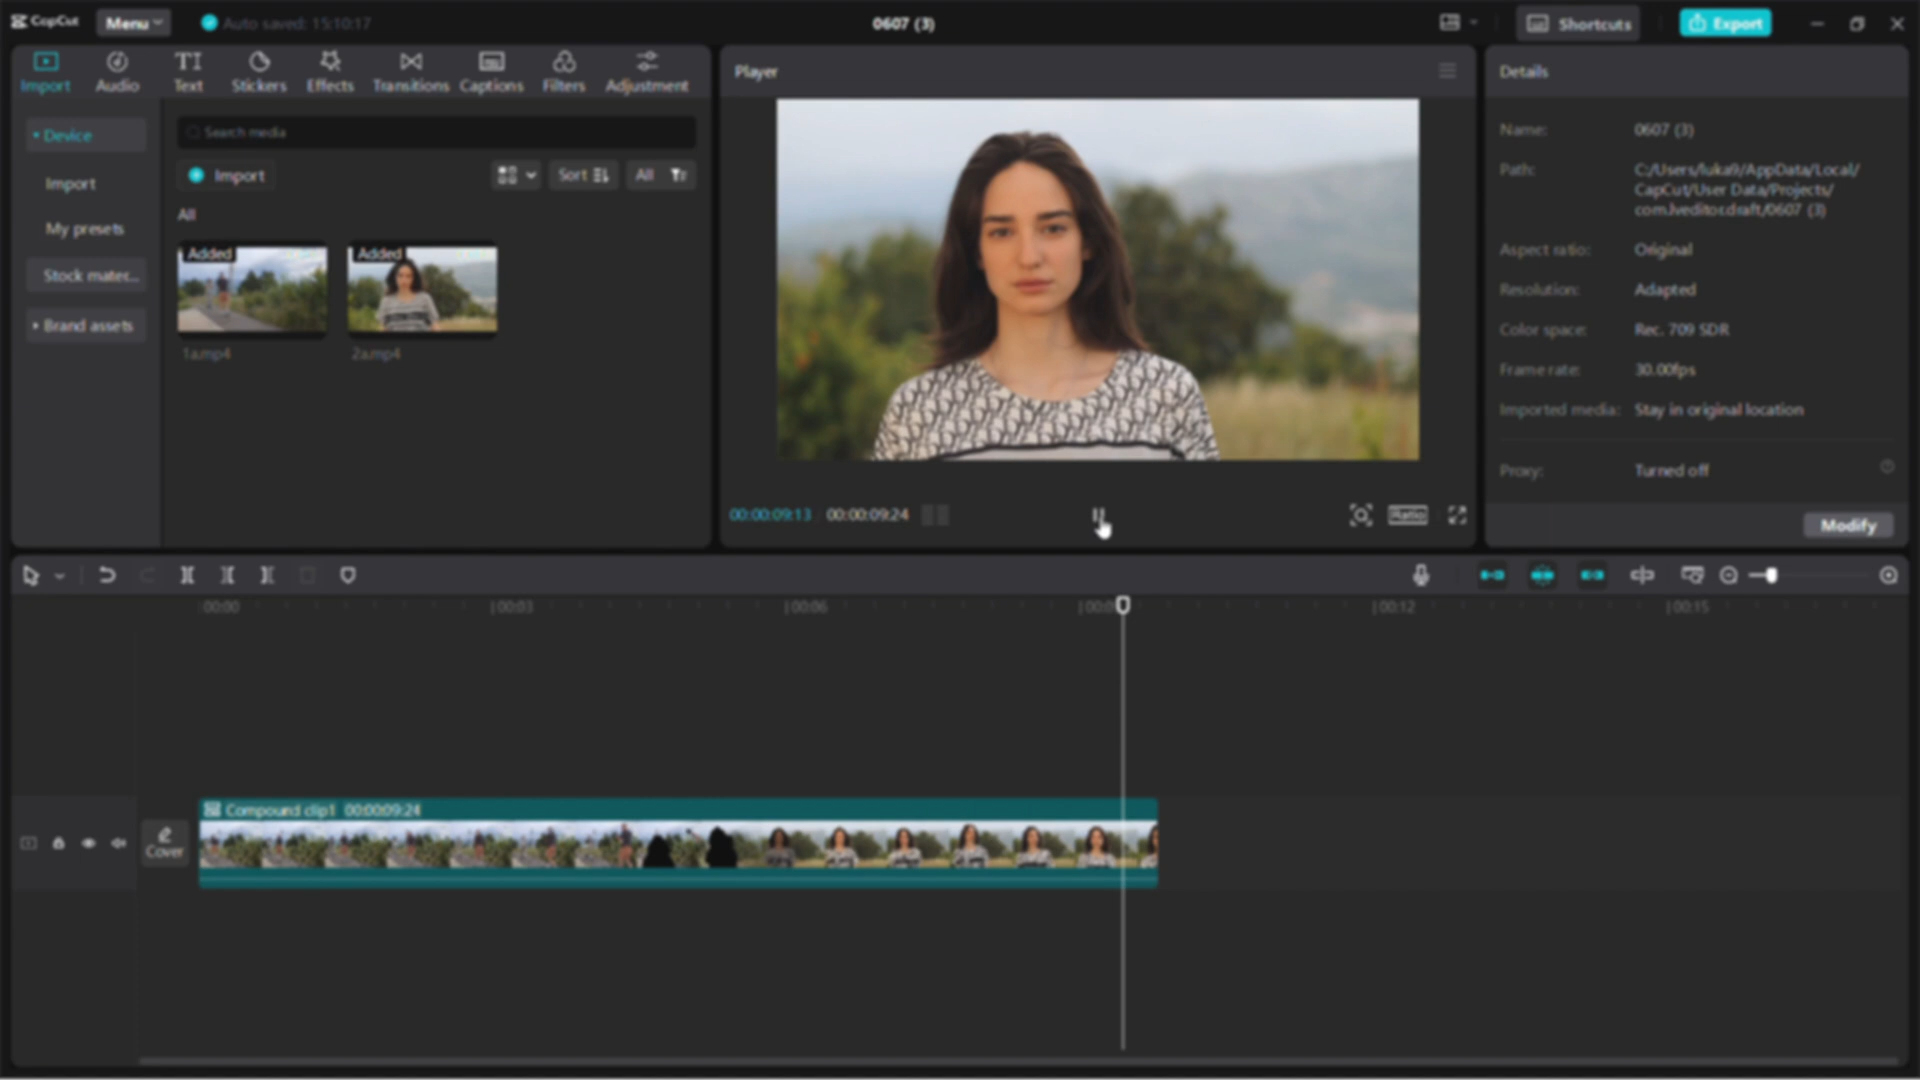 CapCut
Menu
Auto saved: 15:10:17
0607 (3)
Shortcuts
Export
Import
Audio
Text
Stickers
Effects
Transitions
Captions
Filters
Adjustment
Device
Import
My presets
Stock mater...
Brand assets
Search media
Import
Sort
All
All
Added
Added
1a.mp4
2a.mp4
Player
00:00:09:13
00:00:09:24
Ratio
Details
Name: 0607 (3)
Path: C:/Users/luka9/AppData/Local/
CapCut/User Data/Projects/
com.lveditor.draft/0607 (3)
Aspect ratio: Original
Resolution: Adapted
Color space: Rec. 709 SDR
Frame rate: 30.00fps
Imported media: Stay in original location
Proxy: Turned off
Modify
00:00
00:03
00:06
00:12
00:15
Compound clip1 00:00:09:24
Cover